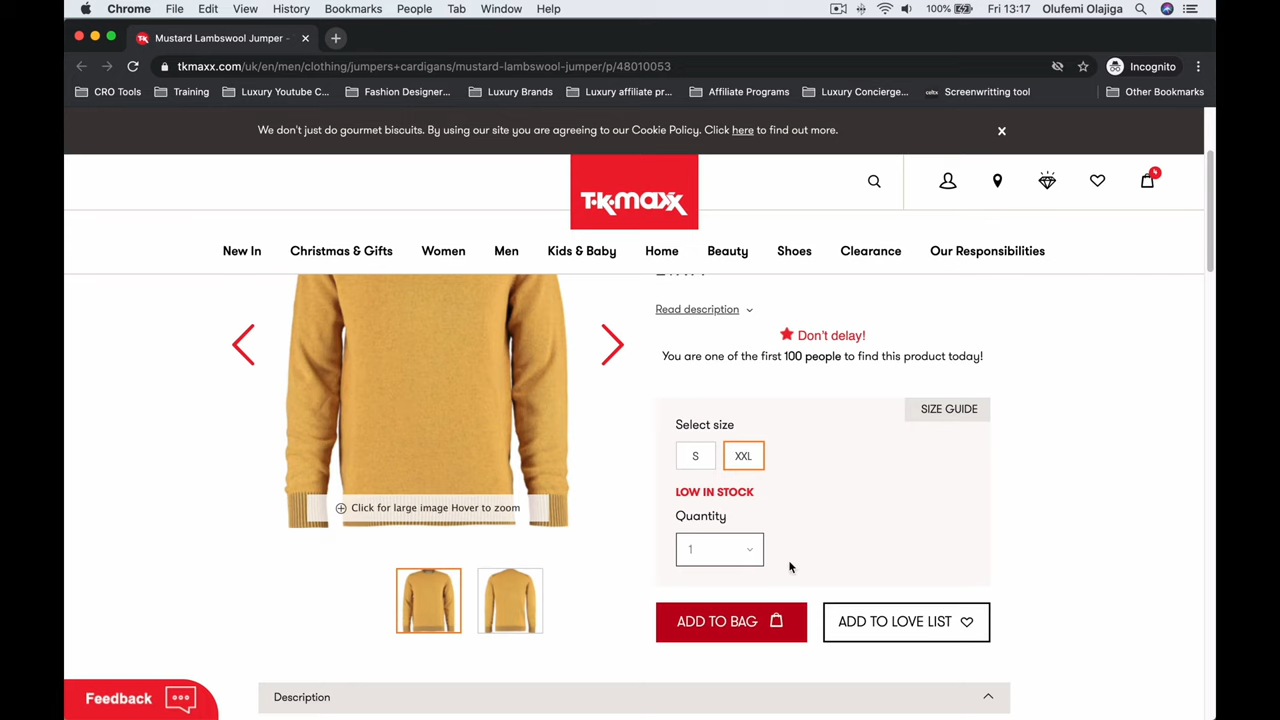 Chrome File Edit View History Bookmarks People Tab Window Help 100% Fri 13:17 Olufemi Olajiga
Mustard Lambswool Jumper -
tkmaxx.com/uk/en/men/clothing/jumpers+cardigans/mustard-lambswool-jumper/p/48010053 Incognito
CRO Tools Training Luxury Youtube C... Fashion Designer... Luxury Brands Luxury affiliate pr... Affiliate Programs Luxury Concierge... celtx Screenwritting tool Other Bookmarks
We don't just do gourmet biscuits. By using our site you are agreeing to our Cookie Policy. Click here to find out more.
T·K·maxx
4
New In Christmas & Gifts Women Men Kids & Baby Home Beauty Shoes Clearance Our Responsibilities
Read description
Don't delay!
You are one of the first 100 people to find this product today!
SIZE GUIDE
Select size
S XXL
LOW IN STOCK
Quantity
1
Click for large image Hover to zoom
ADD TO BAG ADD TO LOVE LIST
Description
Feedback